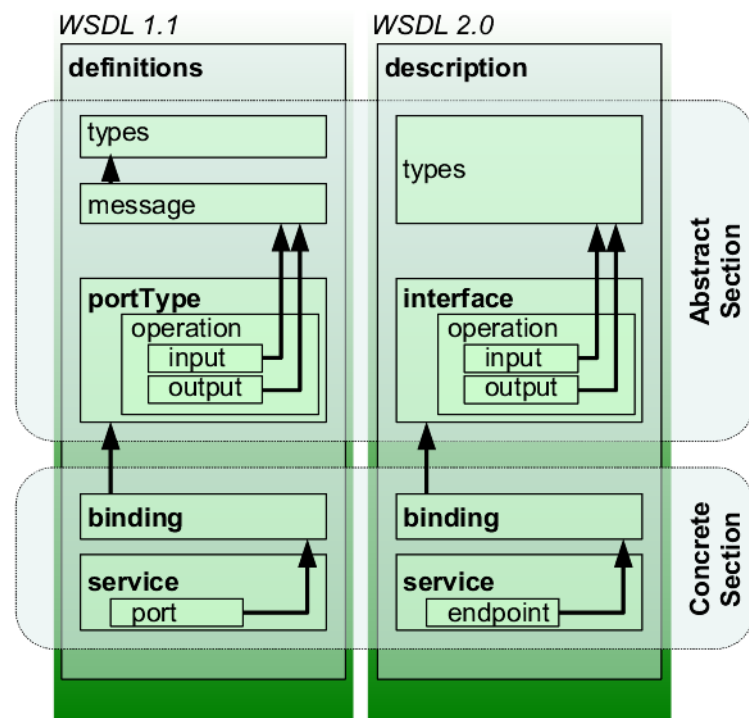 WSDL 1.1
definitions
types
message
portType
operation
input
output
binding
service
port
WSDL 2.0
description
types
interface
operation
input
output
binding
service
endpoint
Abstract
Section
Concrete
Section